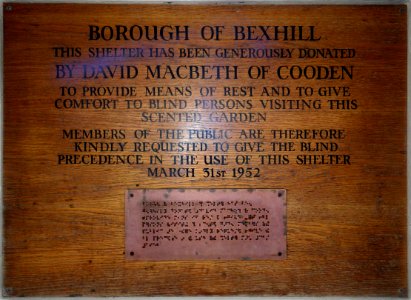 BOROUGH OF BEXHILL
THIS SHELTER HAS BEEN GENEROUSLY DONATED
BY DAVID MACBETH OF COODEN
TO PROVIDE MEANS OF REST AND TO GIVE
COMFORT TO BLIND PERSONS VISITING THIS
SCENTED GARDEN
MEMBERS OF THE PUBLIC ARE THEREFORE
KINDLY REQUESTED TO GIVE THE BLIND
PRECEDENCE IN THE USE OF THIS SHELTER
MARCH 31ST 1952